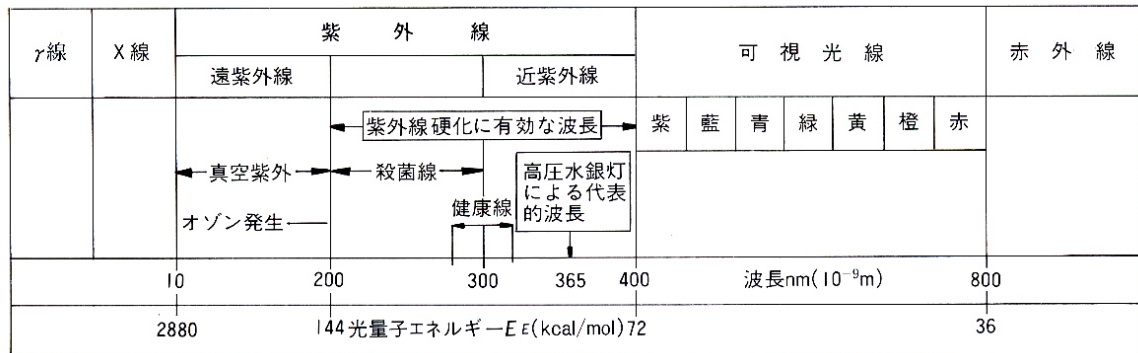 紫外線
γ線 X線 可視光線 赤外線
遠紫外線 近紫外線
紫外線硬化に有効な波長 紫 藍 青 緑 黄 橙 赤
真空紫外 殺菌線 高圧水銀灯
による代表
的波長
健康線
オゾン発生
10 200 300 365 400 波長nm(10⁻⁹m) 800
2880 144 光量子エネルギーE ε(kcal/mol) 72 36